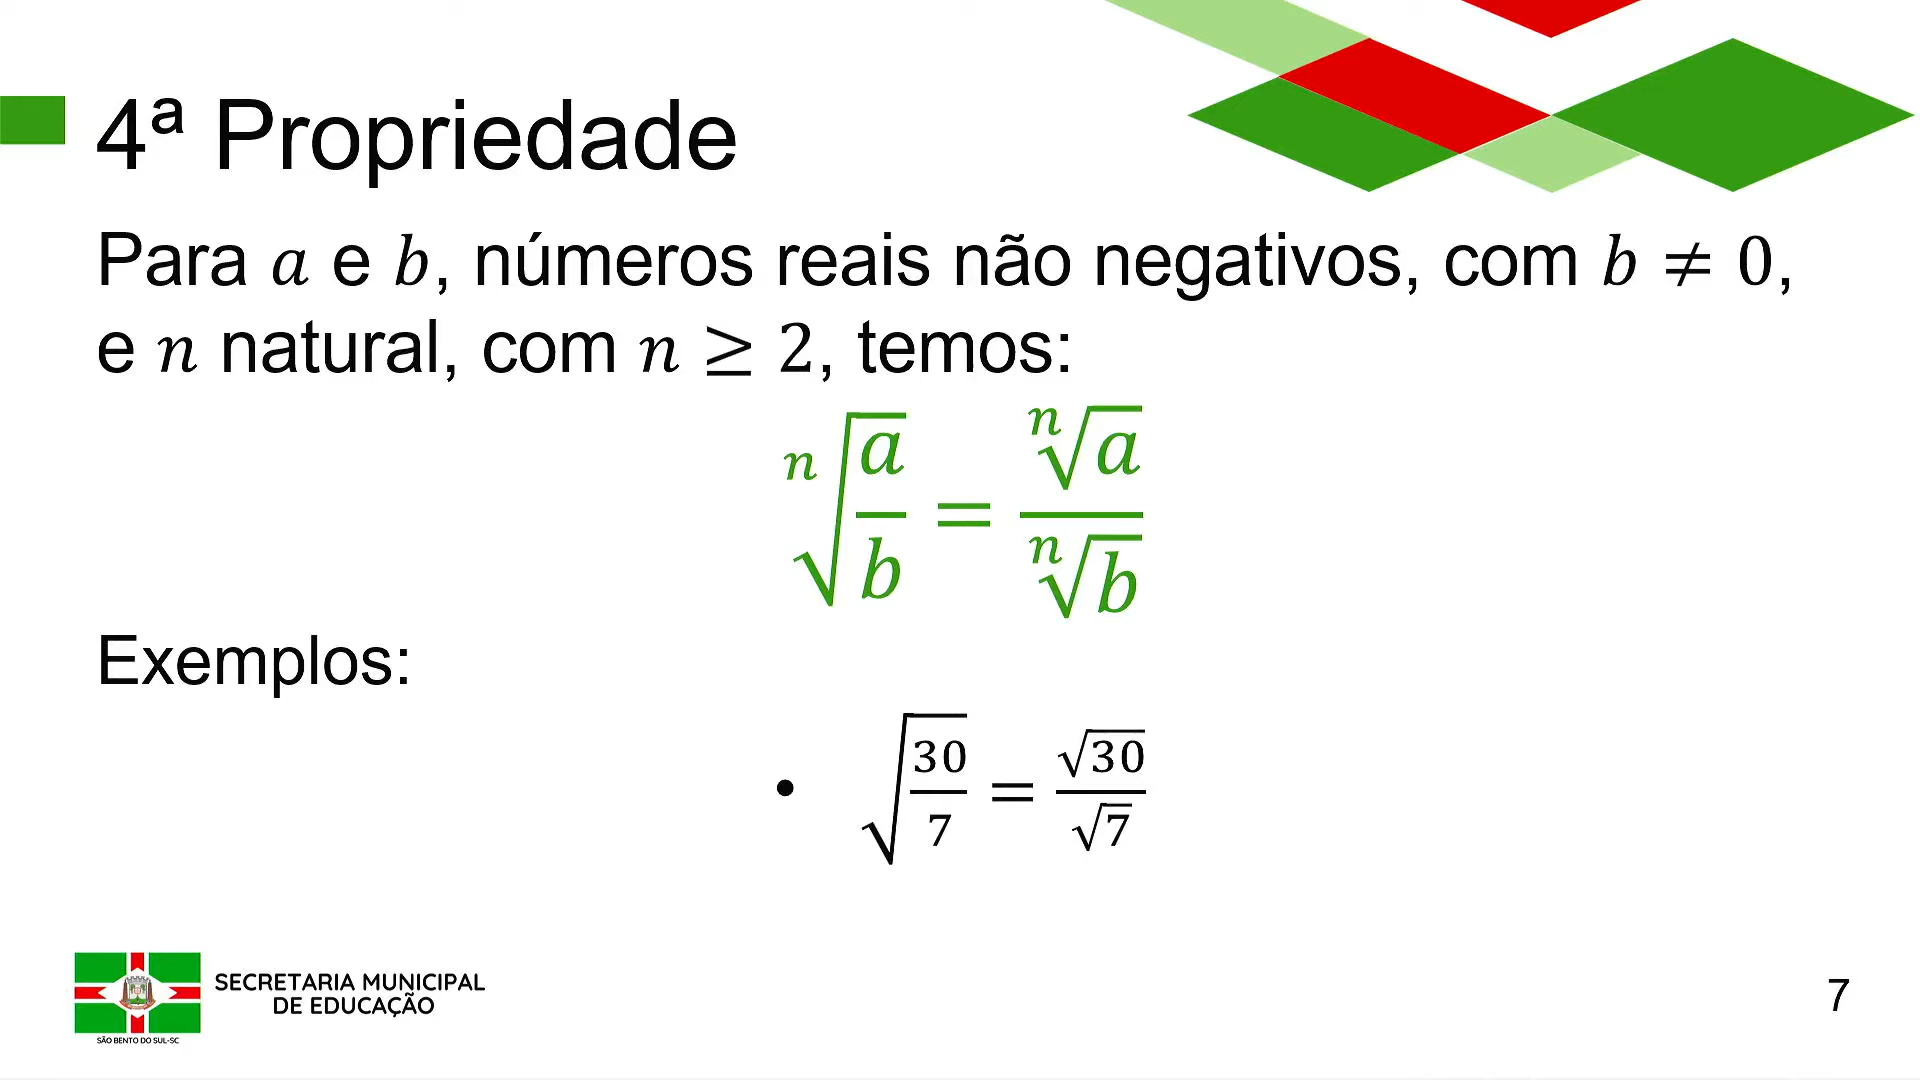 4ª Propriedade
Para a e b, números reais não negativos, com b ≠ 0,
e n natural, com n ≥ 2, temos:
ⁿ√(a/b) = ⁿ√a / ⁿ√b
Exemplos:
• √(30/7) = √30 / √7
SECRETARIA MUNICIPAL
DE EDUCAÇÃO
SÃO BENTO DO SUL-SC
7